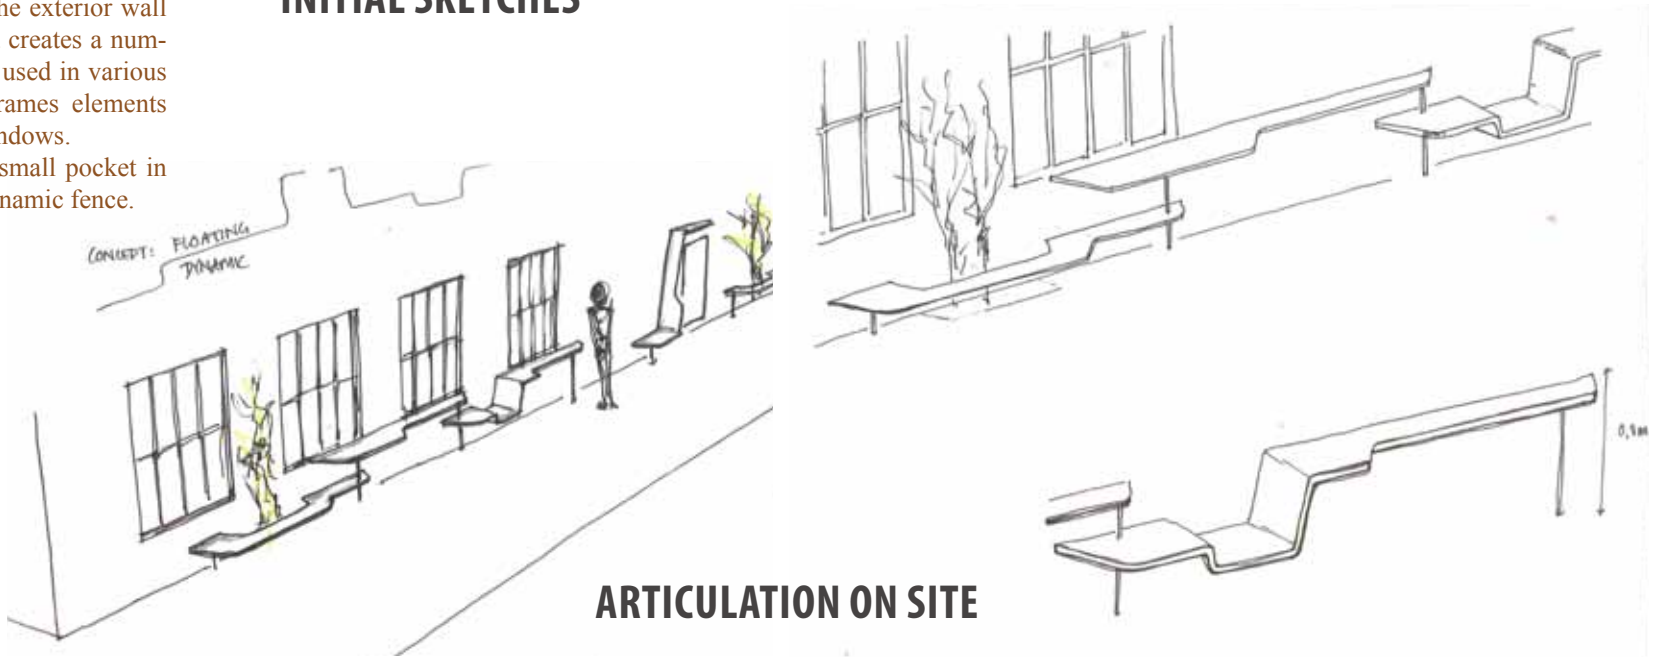 he exterior wall
creates a num-
used in various
rames elements
ndows.
small pocket in
namic fence.
INITIAL SKETCHES
CONCEPT: FLOATING
DYNAMIC
0,8m
ARTICULATION ON SITE